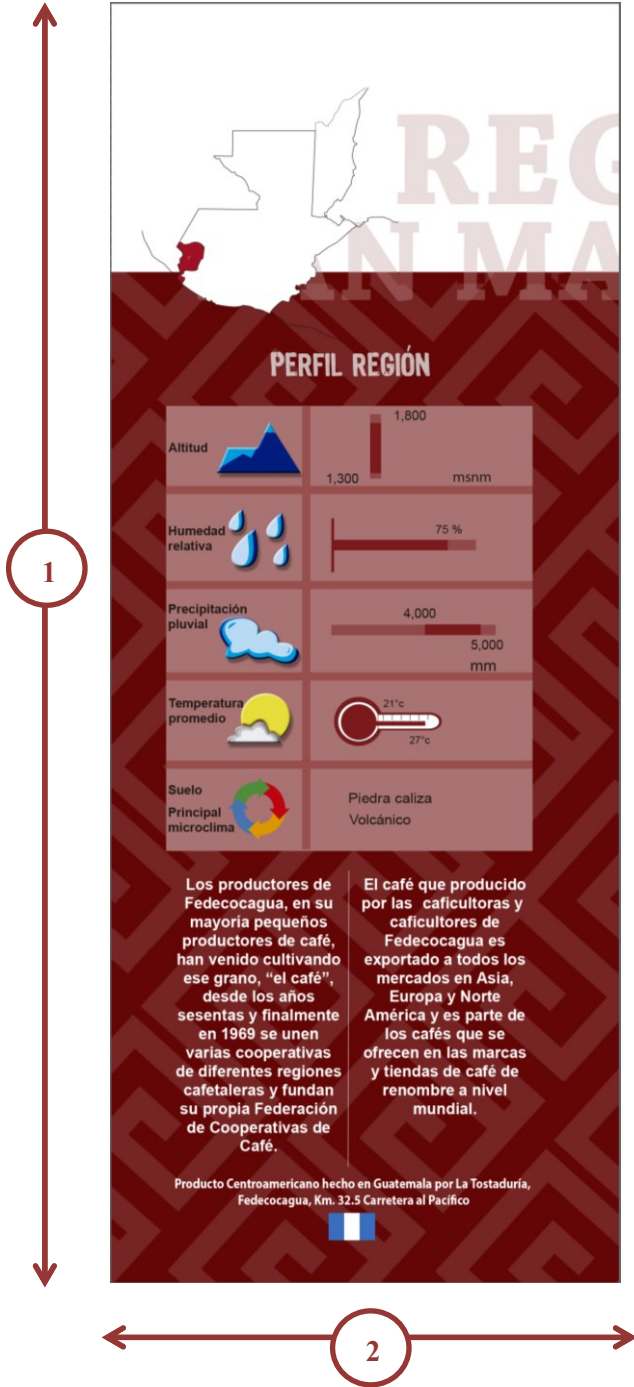 REG
AN MA
PERFIL REGIÓN
Altitud
1,800
1,300
msnm
Humedad
relativa
75 %
Precipitación
pluvial
4,000
5,000
mm
Temperatura
promedio
21°c
27°c
Suelo
Principal
microclima
Piedra caliza
Volcánico
Los productores de
Fedecocagua, en su
mayoría pequeños
productores de café,
han venido cultivando
ese grano, “el café”,
desde los años
sesentas y finalmente
en 1969 se unen
varias cooperativas
de diferentes regiones
cafetaleras y fundan
su propia Federación
de Cooperativas de
Café.
El café que producido
por las caficultoras y
caficultores de
Fedecocagua es
exportado a todos los
mercados en Asia,
Europa y Norte
América y es parte de
los cafés que se
ofrecen en las marcas
y tiendas de café de
renombre a nivel
mundial.
Producto Centroamericano hecho en Guatemala por La Tostaduría,
Fedecocagua, Km. 32.5 Carretera al Pacífico
1
2